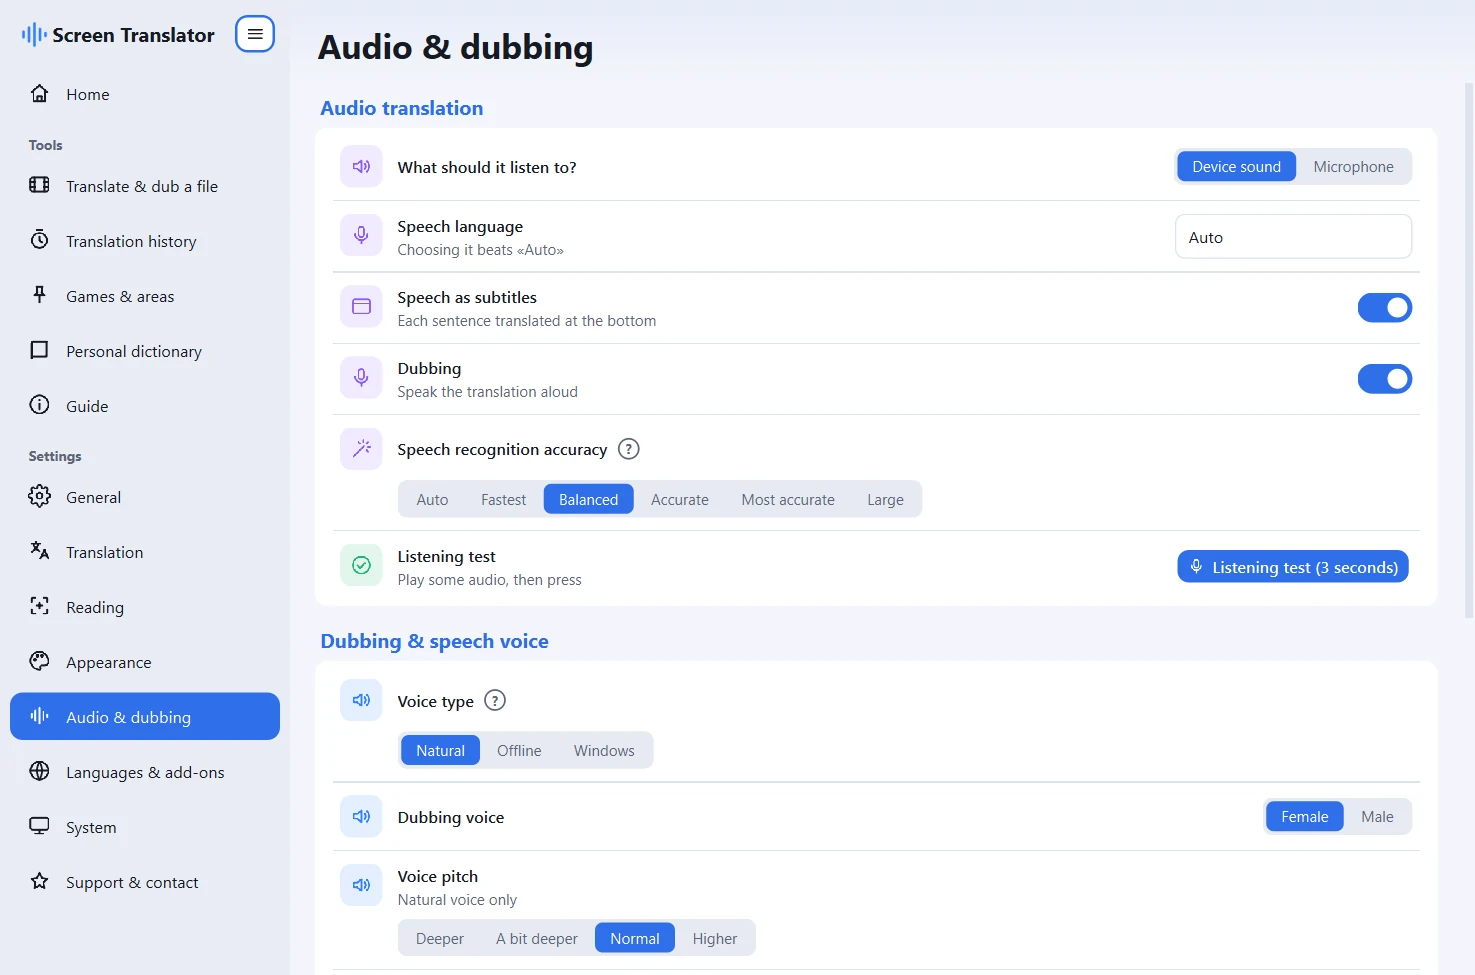 Screen Translator
Home
Tools
Translate & dub a file
Translation history
Games & areas
Personal dictionary
Guide
Settings
General
Translation
Reading
Appearance
Audio & dubbing
Languages & add-ons
System
Support & contact
Audio & dubbing
Audio translation
What should it listen to?
Device sound Microphone
Speech language
Choosing it beats «Auto»
Auto
Speech as subtitles
Each sentence translated at the bottom
Dubbing
Speak the translation aloud
Speech recognition accuracy ?
Auto Fastest Balanced Accurate Most accurate Large
Listening test
Play some audio, then press
Listening test (3 seconds)
Dubbing & speech voice
Voice type ?
Natural Offline Windows
Dubbing voice
Female Male
Voice pitch
Natural voice only
Deeper A bit deeper Normal Higher